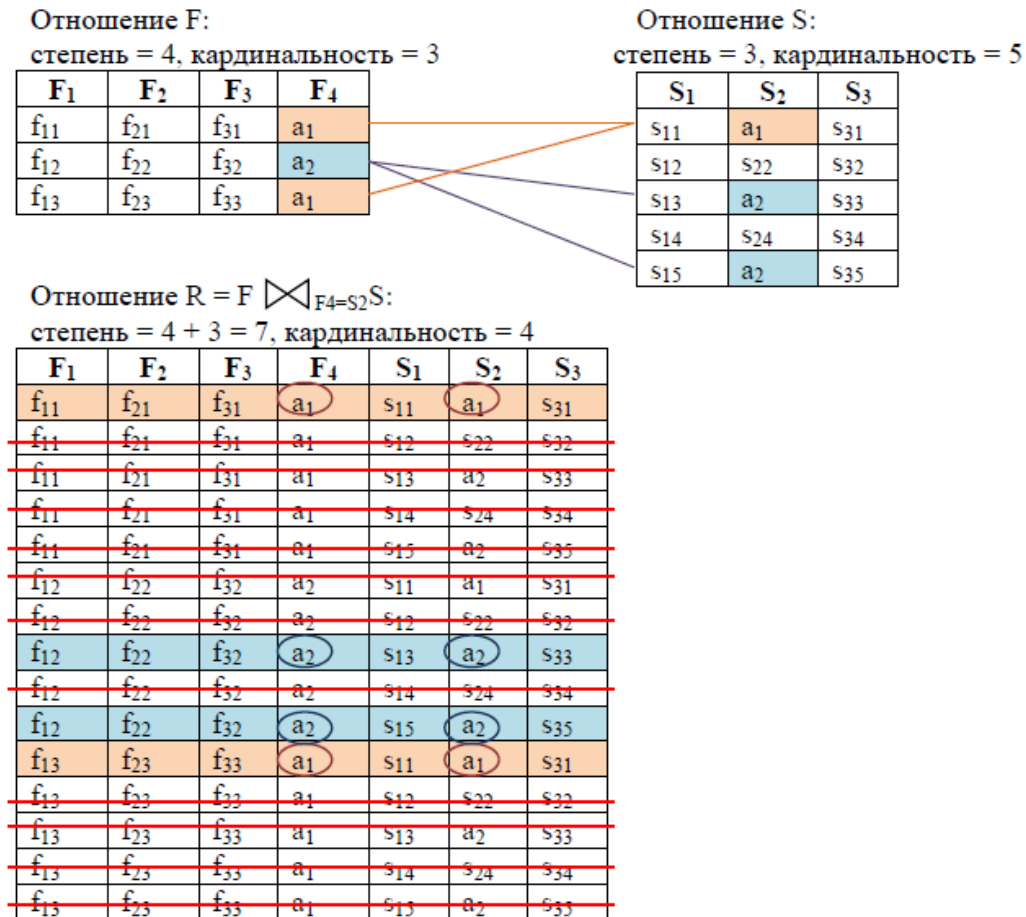 Отношение F:
степень = 4, кардинальность = 3
F₁ F₂ F₃ F₄
f₁₁ f₂₁ f₃₁ a₁
f₁₂ f₂₂ f₃₂ a₂
f₁₃ f₂₃ f₃₃ a₁
Отношение S:
степень = 3, кардинальность = 5
S₁ S₂ S₃
s₁₁ a₁ s₃₁
s₁₂ s₂₂ s₃₂
s₁₃ a₂ s₃₃
s₁₄ s₂₄ s₃₄
s₁₅ a₂ s₃₅
Отношение R = F ⋈ F4=S2S:
степень = 4 + 3 = 7, кардинальность = 4
F₁ F₂ F₃ F₄ S₁ S₂ S₃
f₁₁ f₂₁ f₃₁ a₁ s₁₁ a₁ s₃₁
f₁₁ f₂₁ f₃₁ a₁ s₁₂ s₂₂ s₃₂
f₁₁ f₂₁ f₃₁ a₁ s₁₃ a₂ s₃₃
f₁₁ f₂₁ f₃₁ a₁ s₁₄ s₂₄ s₃₄
f₁₁ f₂₁ f₃₁ a₁ s₁₅ a₂ s₃₅
f₁₂ f₂₂ f₃₂ a₂ s₁₁ a₁ s₃₁
f₁₂ f₂₂ f₃₂ a₂ s₁₂ s₂₂ s₃₂
f₁₂ f₂₂ f₃₂ a₂ s₁₃ a₂ s₃₃
f₁₂ f₂₂ f₃₂ a₂ s₁₄ s₂₄ s₃₄
f₁₂ f₂₂ f₃₂ a₂ s₁₅ a₂ s₃₅
f₁₃ f₂₃ f₃₃ a₁ s₁₁ a₁ s₃₁
f₁₃ f₂₃ f₃₃ a₁ s₁₂ s₂₂ s₃₂
f₁₃ f₂₃ f₃₃ a₁ s₁₃ a₂ s₃₃
f₁₃ f₂₃ f₃₃ a₁ s₁₄ s₂₄ s₃₄
f₁₃ f₂₃ f₃₃ a₁ s₁₅ a₂ s₃₅